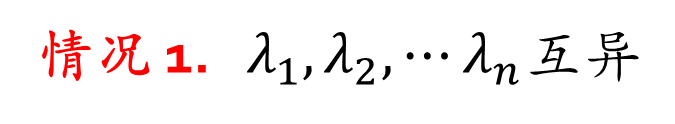 情况 1. λ₁, λ₂, ⋯ λₙ 互异